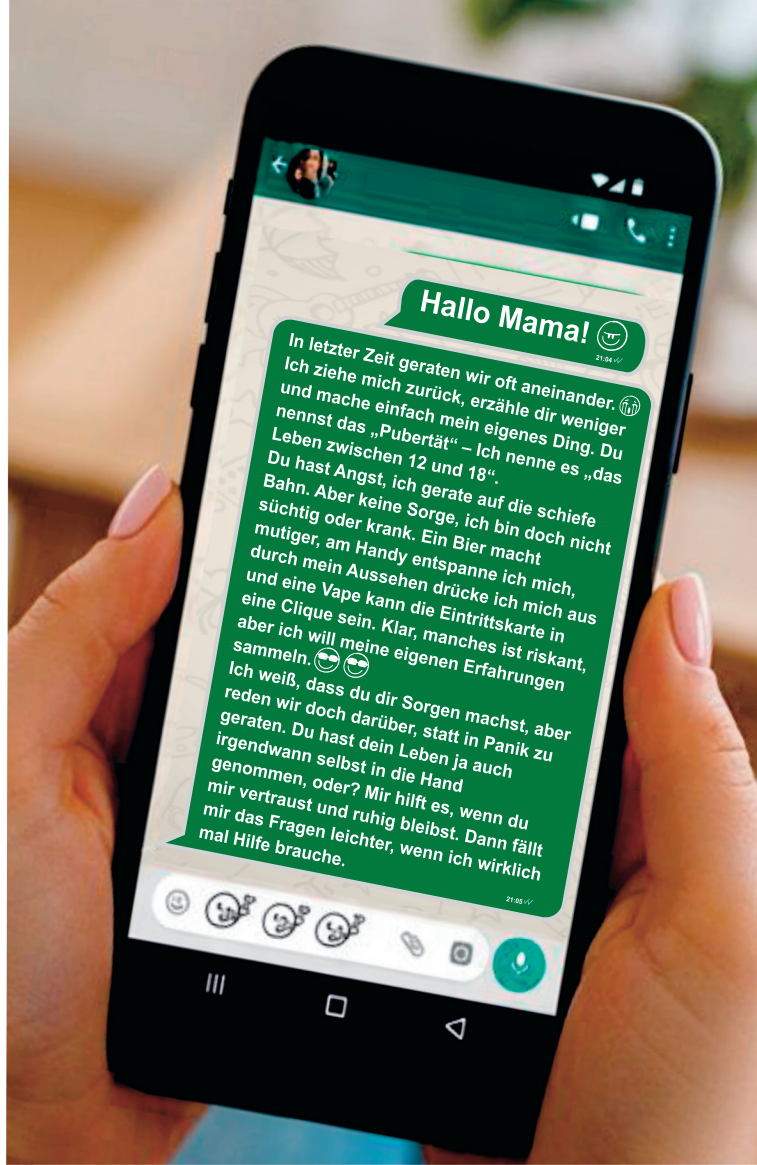 Hallo Mama!
21:04
In letzter Zeit geraten wir oft aneinander.
Ich ziehe mich zurück, erzähle dir weniger
und mache einfach mein eigenes Ding. Du
nennst das „Pubertät“ – Ich nenne es „das
Leben zwischen 12 und 18“.
Du hast Angst, ich gerate auf die schiefe
Bahn. Aber keine Sorge, ich bin doch nicht
süchtig oder krank. Ein Bier macht
mutiger, am Handy entspanne ich mich,
durch mein Aussehen drücke ich mich aus
und eine Vape kann die Eintrittskarte in
eine Clique sein. Klar, manches ist riskant,
aber ich will meine eigenen Erfahrungen
sammeln.
Ich weiß, dass du dir Sorgen machst, aber
reden wir doch darüber, statt in Panik zu
geraten. Du hast dein Leben ja auch
irgendwann selbst in die Hand
genommen, oder? Mir hilft es, wenn du
mir vertraust und ruhig bleibst. Dann fällt
mir das Fragen leichter, wenn ich wirklich
mal Hilfe brauche.
21:05